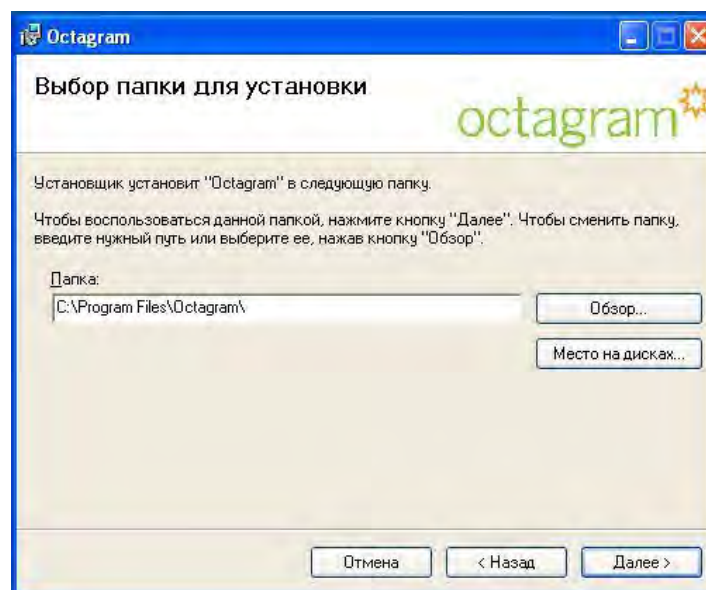 Octagram
Выбор папки для установки
octagram
Установщик установит "Octagram" в следующую папку.
Чтобы воспользоваться данной папкой, нажмите кнопку "Далее". Чтобы сменить папку,
введите нужный путь или выберите ее, нажав кнопку "Обзор".
Папка:
C:\Program Files\Octagram\
Обзор...
Место на дисках...
Отмена
< Назад
Далее >